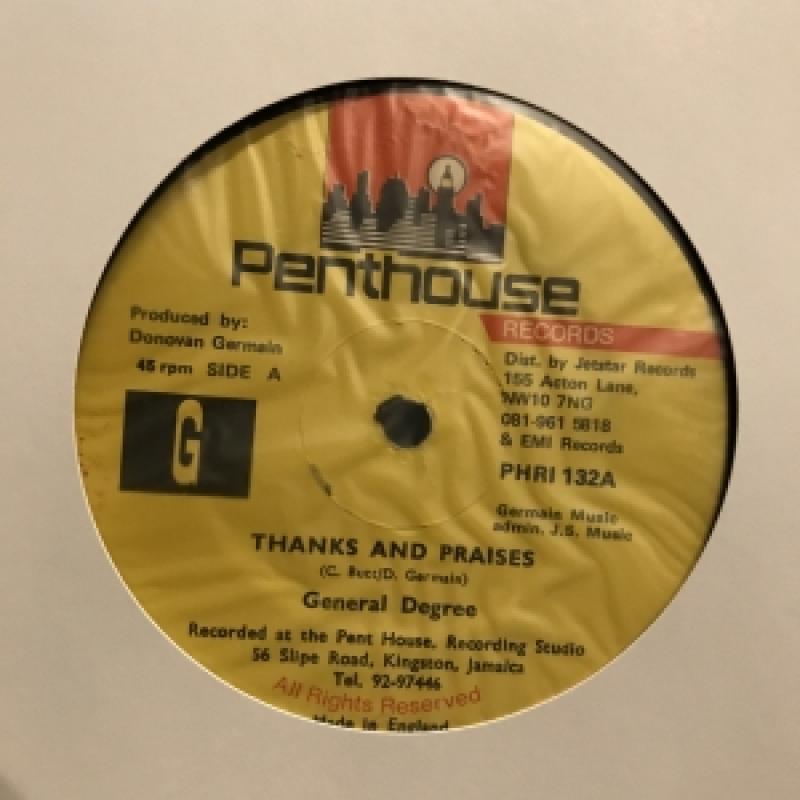 Penthouse
RECORDS
Produced by:
Donovan Germain
45 rpm SIDE A
G
Dist. by Jetstar Records
155 Acton Lane,
NW10 7NG
081-961 5818
& EMI Records
PHRI 132A
Germain Music
admin. J.S. Music
THANKS AND PRAISES
(C. Butt/D. Germain)
General Degree
Recorded at the Pent House, Recording Studio
56 Slipe Road, Kingston, Jamaica
Tel. 92-97446
All Rights Reserved
Made in England